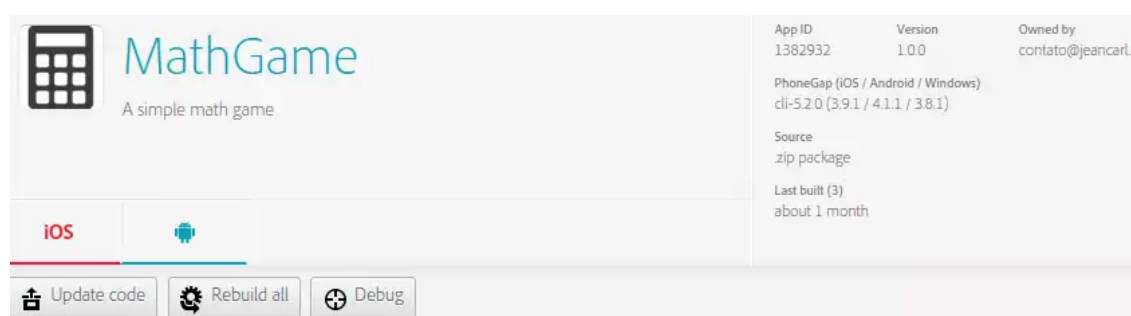 MathGame
A simple math game
App ID Version Owned by
1382932 1.0.0 contato@jeancarl.
PhoneGap (iOS / Android / Windows)
cli-5.2.0 (3.9.1 / 4.1.1 / 3.8.1)
Source
.zip package
Last built (3)
about 1 month
iOS
Update code Rebuild all Debug